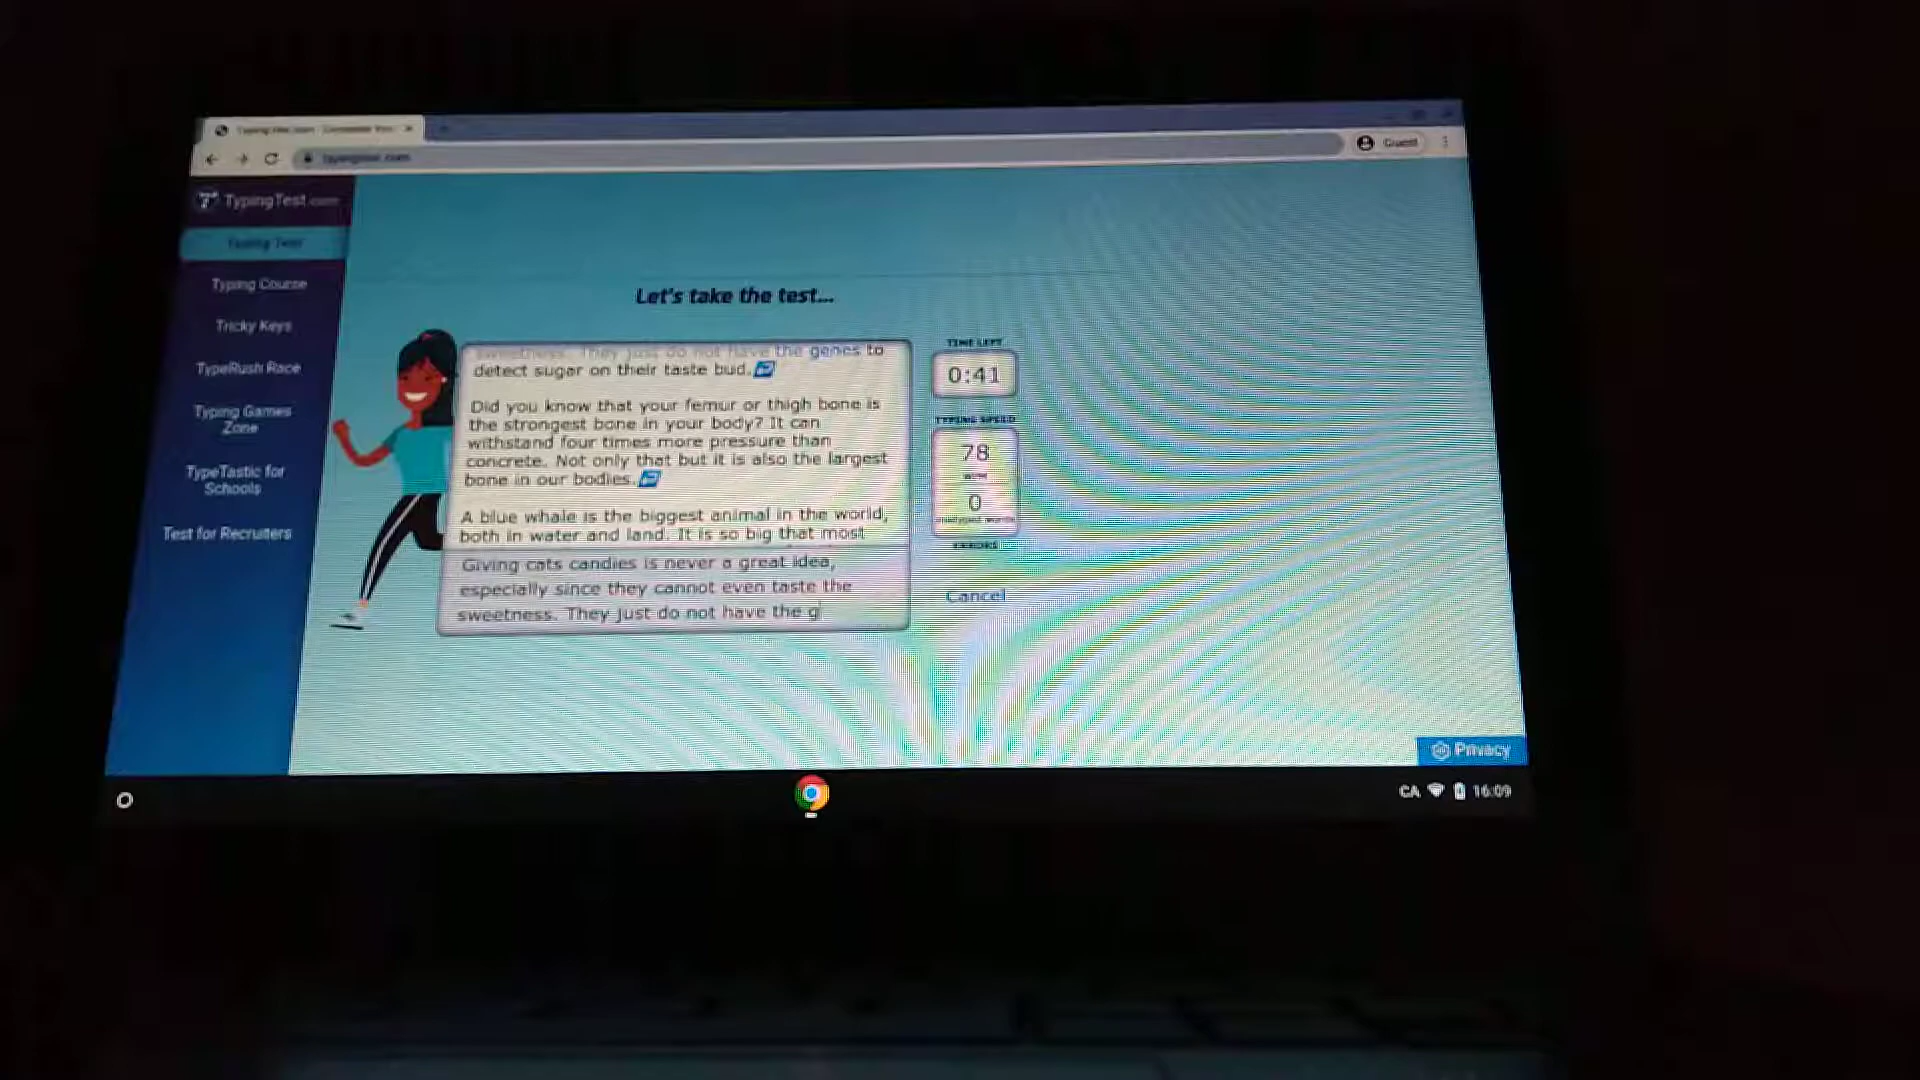 Guest
TypingTest.com
Typing Test
Typing Course
Tricky Keys
TypeRush Race
Typing Games
Zone
TypeTastic for
Schools
Test for Recruiters
Let's take the test...
sweetness. They just do not have the genes to
detect sugar on their taste bud.
Did you know that your femur or thigh bone is
the strongest bone in your body? It can
withstand four times more pressure than
concrete. Not only that but it is also the largest
bone in our bodies.
A blue whale is the biggest animal in the world,
both in water and land. It is so big that most
Giving cats candies is never a great idea,
especially since they cannot even taste the
sweetness. They just do not have the g
TIME LEFT
0:41
TYPING SPEED
78
WPM
0
ERRORS
Cancel
Privacy
CA 16:09